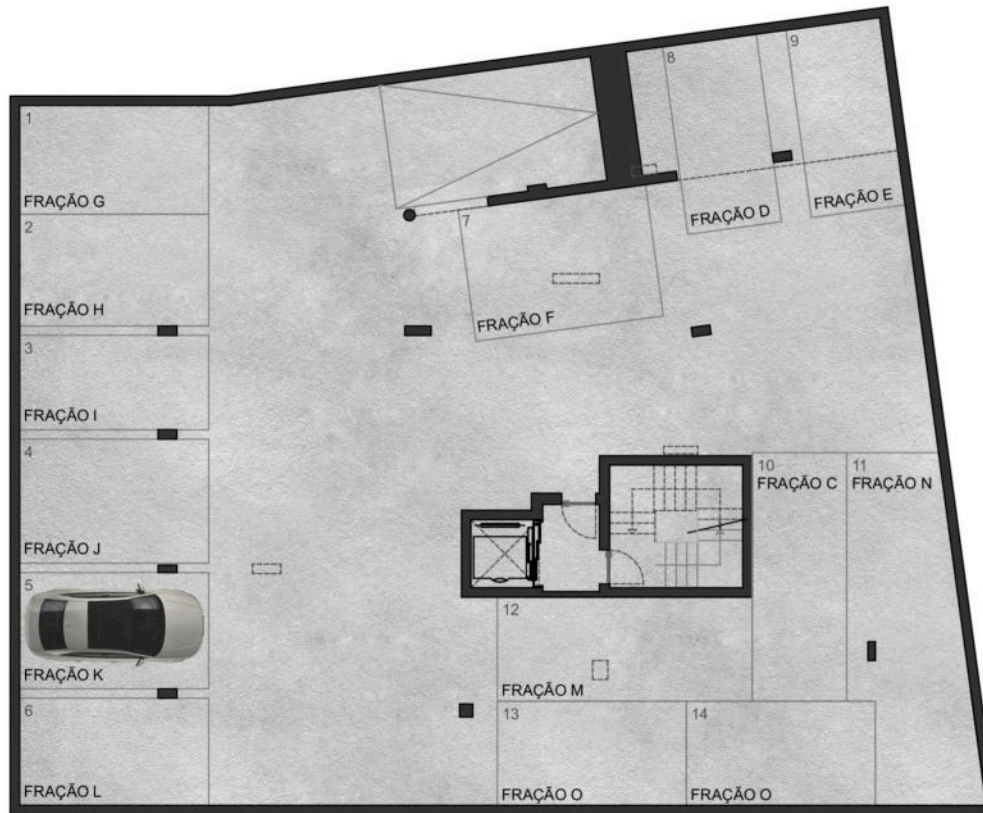 1
FRAÇÃO G
2
FRAÇÃO H
3
FRAÇÃO I
4
FRAÇÃO J
5
FRAÇÃO K
6
FRAÇÃO L
7
FRAÇÃO F
8
FRAÇÃO D
9
FRAÇÃO E
10
FRAÇÃO C
11
FRAÇÃO N
12
FRAÇÃO M
13
FRAÇÃO O
14
FRAÇÃO O